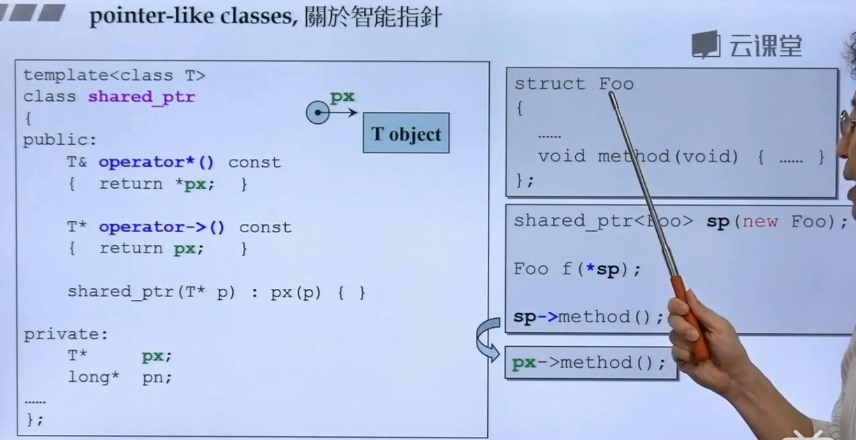 pointer-like classes, 關於智能指針
云课堂
template<class T>
class shared_ptr
{
public:
T& operator*() const
{ return *px; }
T* operator->() const
{ return px; }
shared_ptr(T* p) : px(p) { }
private:
T* px;
long* pn;
......
};
px
T object
struct Foo
{
......
void method(void) { ...... }
};
shared_ptr<Foo> sp(new Foo);
Foo f(*sp);
sp->method();
px->method();